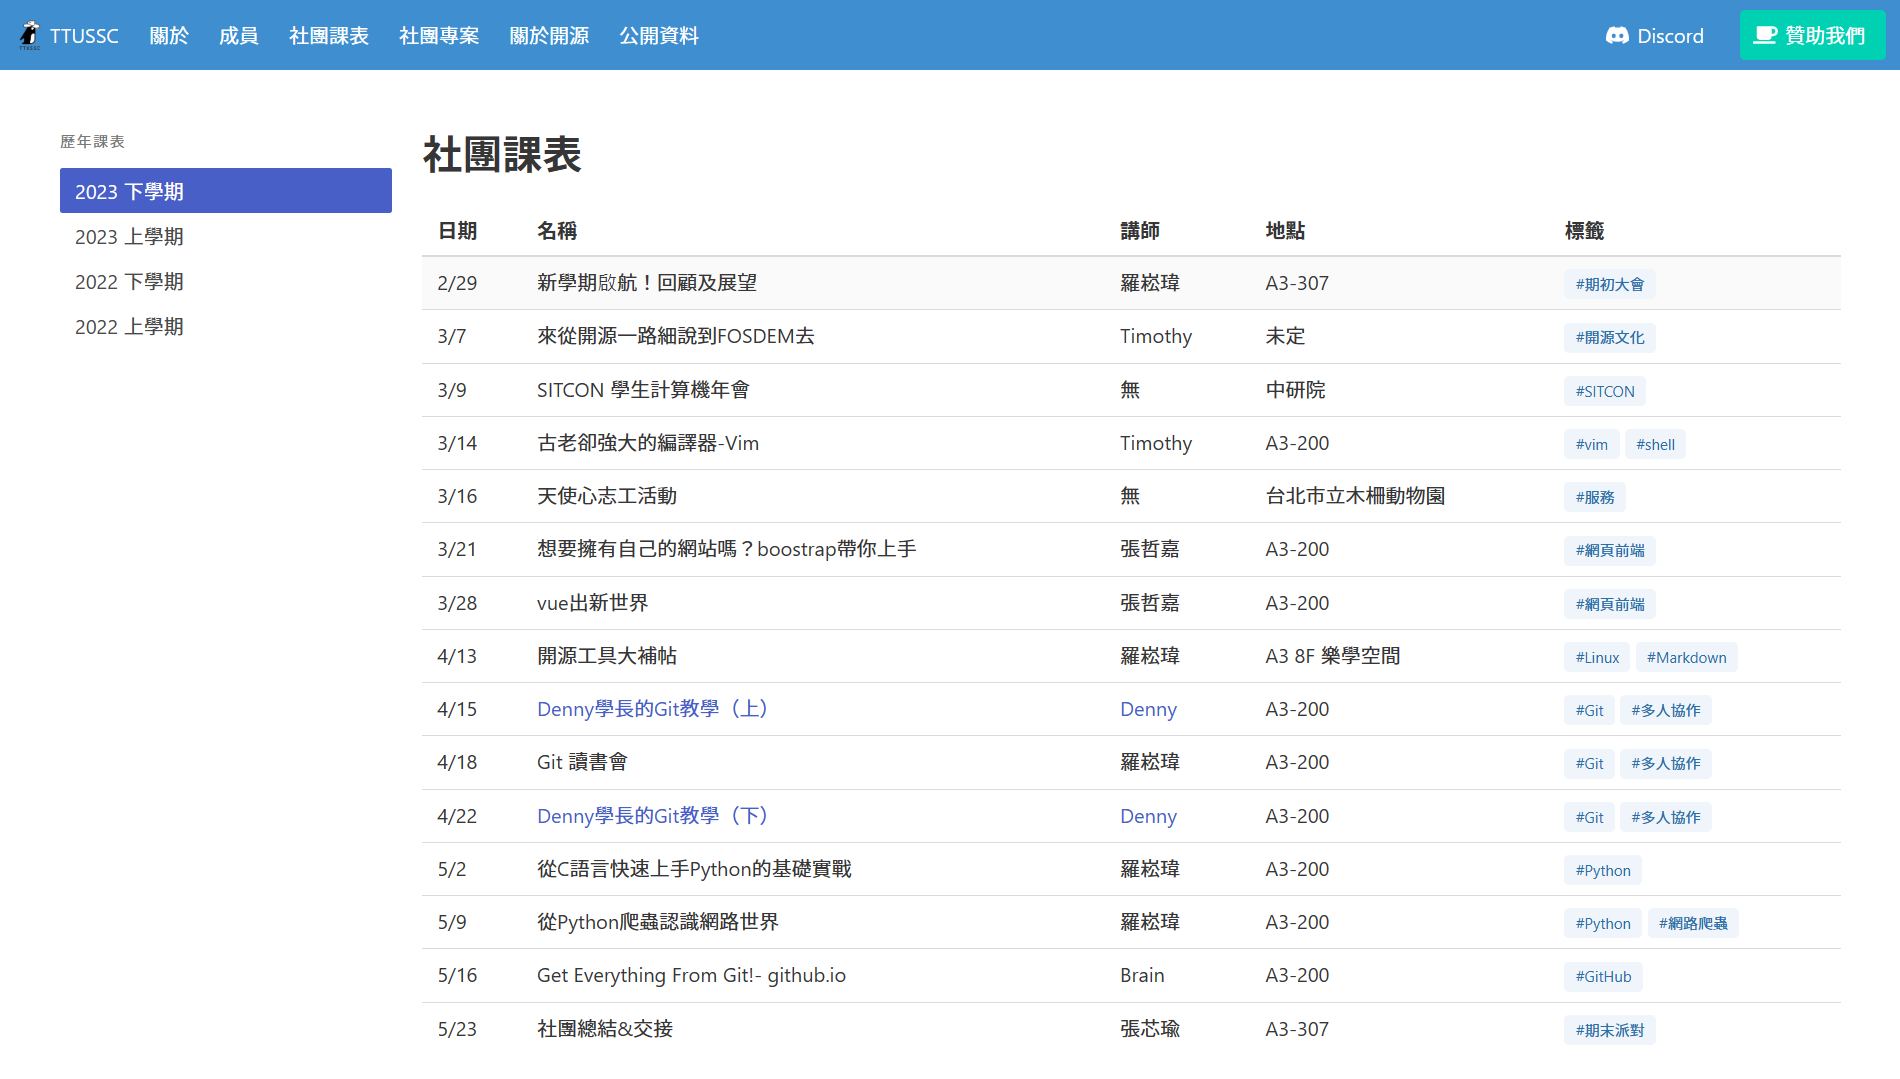 TTUSSC 關於 成員 社團課表 社團專案 關於開源 公開資料 Discord 贊助我們
歷年課表
2023 下學期
2023 上學期
2022 下學期
2022 上學期
社團課表
日期 名稱 講師 地點 標籤
2/29 新學期啟航！回顧及展望 羅崧瑋 A3-307 #期初大會
3/7 來從開源一路細說到FOSDEM去 Timothy 未定 #開源文化
3/9 SITCON 學生計算機年會 無 中研院 #SITCON
3/14 古老卻強大的編譯器-Vim Timothy A3-200 #vim #shell
3/16 天使心志工活動 無 台北市立木柵動物園 #服務
3/21 想要擁有自己的網站嗎？boostrap帶你上手 張哲嘉 A3-200 #網頁前端
3/28 vue出新世界 張哲嘉 A3-200 #網頁前端
4/13 開源工具大補帖 羅崧瑋 A3 8F 樂學空間 #Linux #Markdown
4/15 Denny學長的Git教學（上） Denny A3-200 #Git #多人協作
4/18 Git 讀書會 羅崧瑋 A3-200 #Git #多人協作
4/22 Denny學長的Git教學（下） Denny A3-200 #Git #多人協作
5/2 從C語言快速上手Python的基礎實戰 羅崧瑋 A3-200 #Python
5/9 從Python爬蟲認識網路世界 羅崧瑋 A3-200 #Python #網路爬蟲
5/16 Get Everything From Git!- github.io Brain A3-200 #GitHub
5/23 社團總結&交接 張芯瑜 A3-307 #期末派對